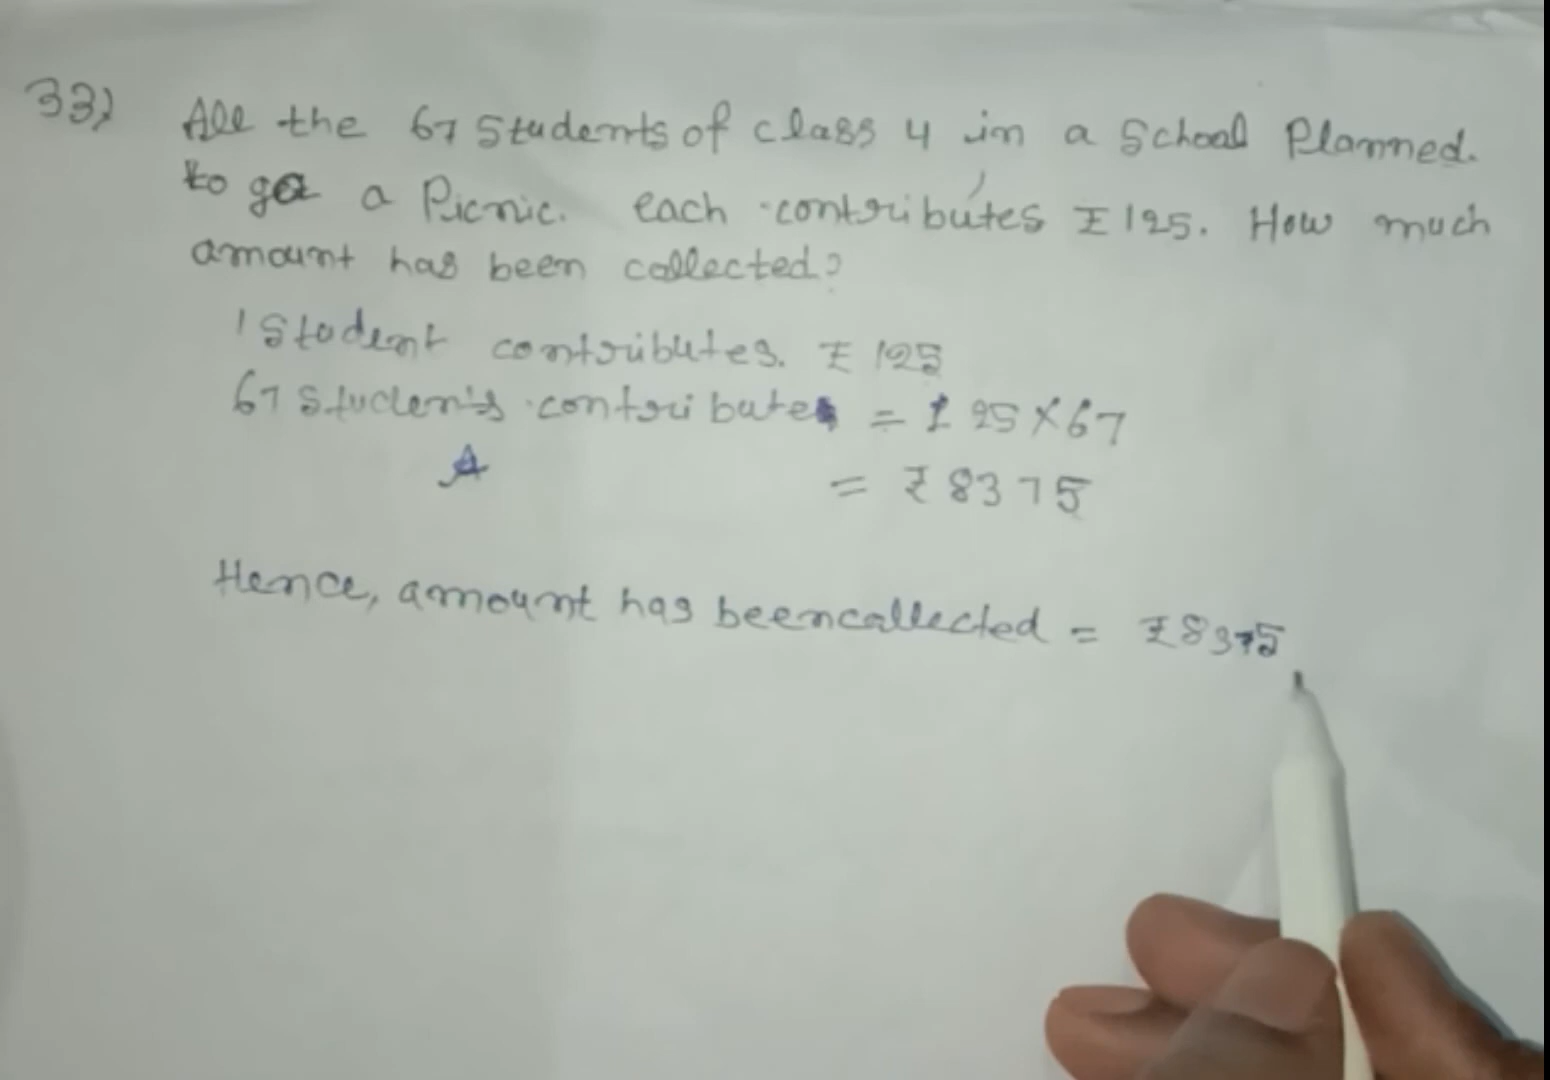 33)
All the 67 Students of class 4 in a School Planned.
to go a Picnic. each contributes ₹125. How much
amount has been collected?
1 Student contributes. ₹ 125
67 students contributes = 125 × 67
= ₹ 8375
Hence, amount has been collected = ₹8375